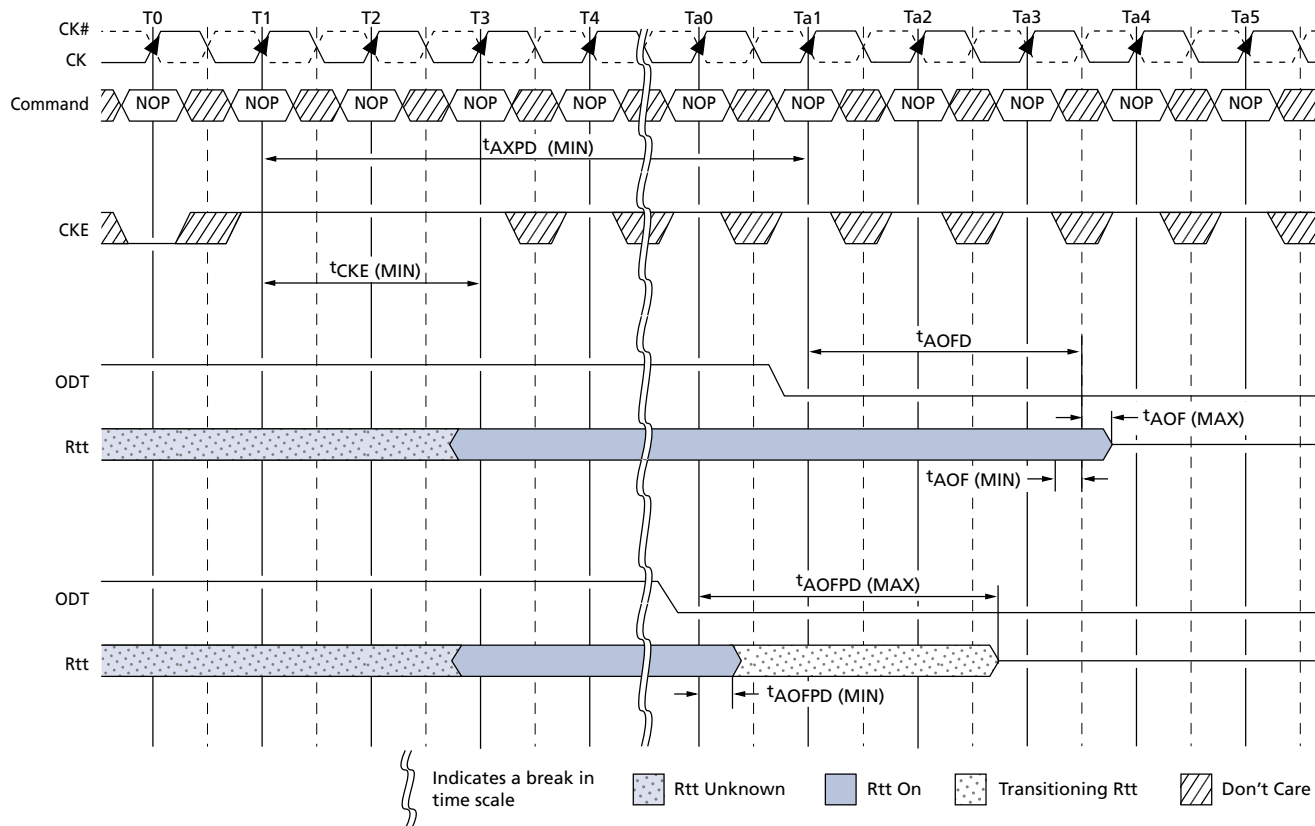 T0 T1 T2 T3 T4 Ta0 Ta1 Ta2 Ta3 Ta4 Ta5
CK#
CK
Command NOP NOP NOP NOP NOP NOP NOP NOP NOP NOP NOP
tAXPD (MIN)
CKE
tCKE (MIN)
tAOFD
ODT
tAOF (MAX)
Rtt
tAOF (MIN)
tAOFPD (MAX)
ODT
Rtt
tAOFPD (MIN)
Indicates a break in
time scale
Rtt Unknown
Rtt On
Transitioning Rtt
Don't Care